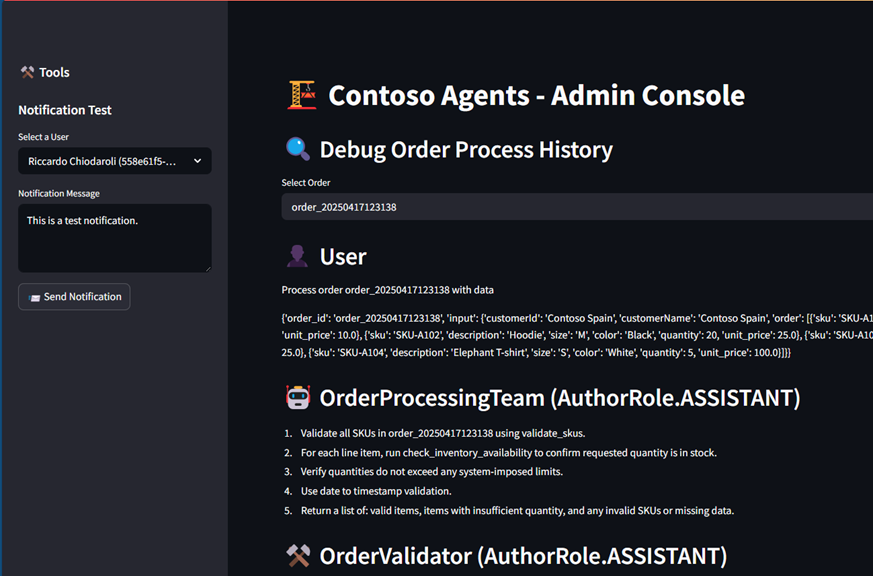 Tools
Notification Test
Select a User
Riccardo Chiodaroli (558e61f5-...
Notification Message
This is a test notification.
Send Notification
Contoso Agents - Admin Console
Debug Order Process History
Select Order
order_20250417123138
User
Process order order_20250417123138 with data
{'order_id': 'order_20250417123138', 'input': {'customerId': 'Contoso Spain', 'customerName': 'Contoso Spain', 'order': [[{'sku': 'SKU-A1
'unit_price': 10.0}, {'sku': 'SKU-A102', 'description': 'Hoodie', 'size': 'M', 'color': 'Black', 'quantity': 20, 'unit_price': 25.0}, {'sku': 'SKU-A10
25.0}, {'sku': 'SKU-A104', 'description': 'Elephant T-shirt', 'size': 'S', 'color': 'White', 'quantity': 5, 'unit_price': 100.0}]]}}
OrderProcessingTeam (AuthorRole.ASSISTANT)
1. Validate all SKUs in order_20250417123138 using validate_skus.
2. For each line item, run check_inventory_availability to confirm requested quantity is in stock.
3. Verify quantities do not exceed any system-imposed limits.
4. Use date to timestamp validation.
5. Return a list of: valid items, items with insufficient quantity, and any invalid SKUs or missing data.
OrderValidator (AuthorRole.ASSISTANT)